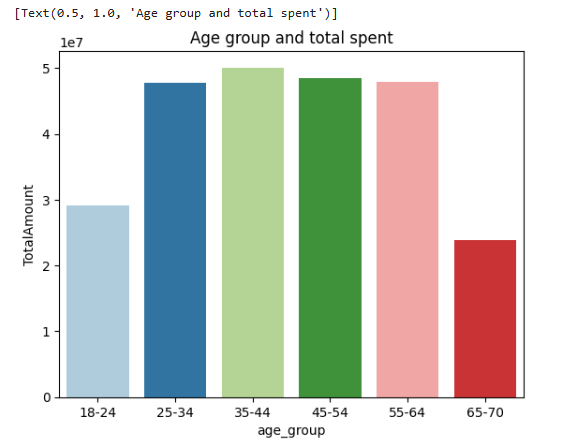 [Text(0.5, 1.0, 'Age group and total spent')]
Age group and total spent
1e7
5
4
3
2
1
0
TotalAmount
18-24 25-34 35-44 45-54 55-64 65-70
age_group